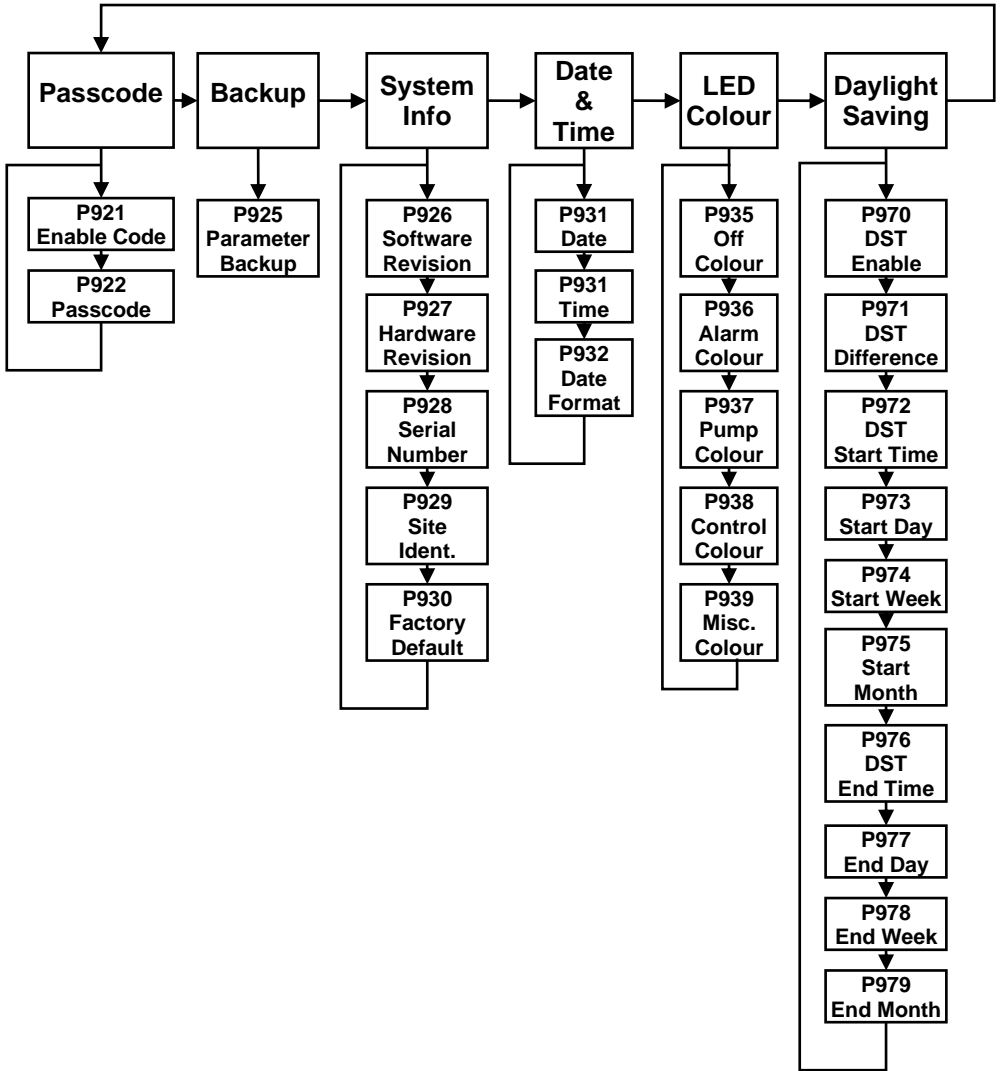 Passcode
Backup
System
Info
Date
&
Time
LED
Colour
Daylight
Saving
P921
Enable Code
P922
Passcode
P925
Parameter
Backup
P926
Software
Revision
P927
Hardware
Revision
P928
Serial
Number
P929
Site
Ident.
P930
Factory
Default
P931
Date
P931
Time
P932
Date
Format
P935
Off
Colour
P936
Alarm
Colour
P937
Pump
Colour
P938
Control
Colour
P939
Misc.
Colour
P970
DST
Enable
P971
DST
Difference
P972
DST
Start Time
P973
Start Day
P974
Start Week
P975
Start
Month
P976
DST
End Time
P977
End Day
P978
End Week
P979
End Month